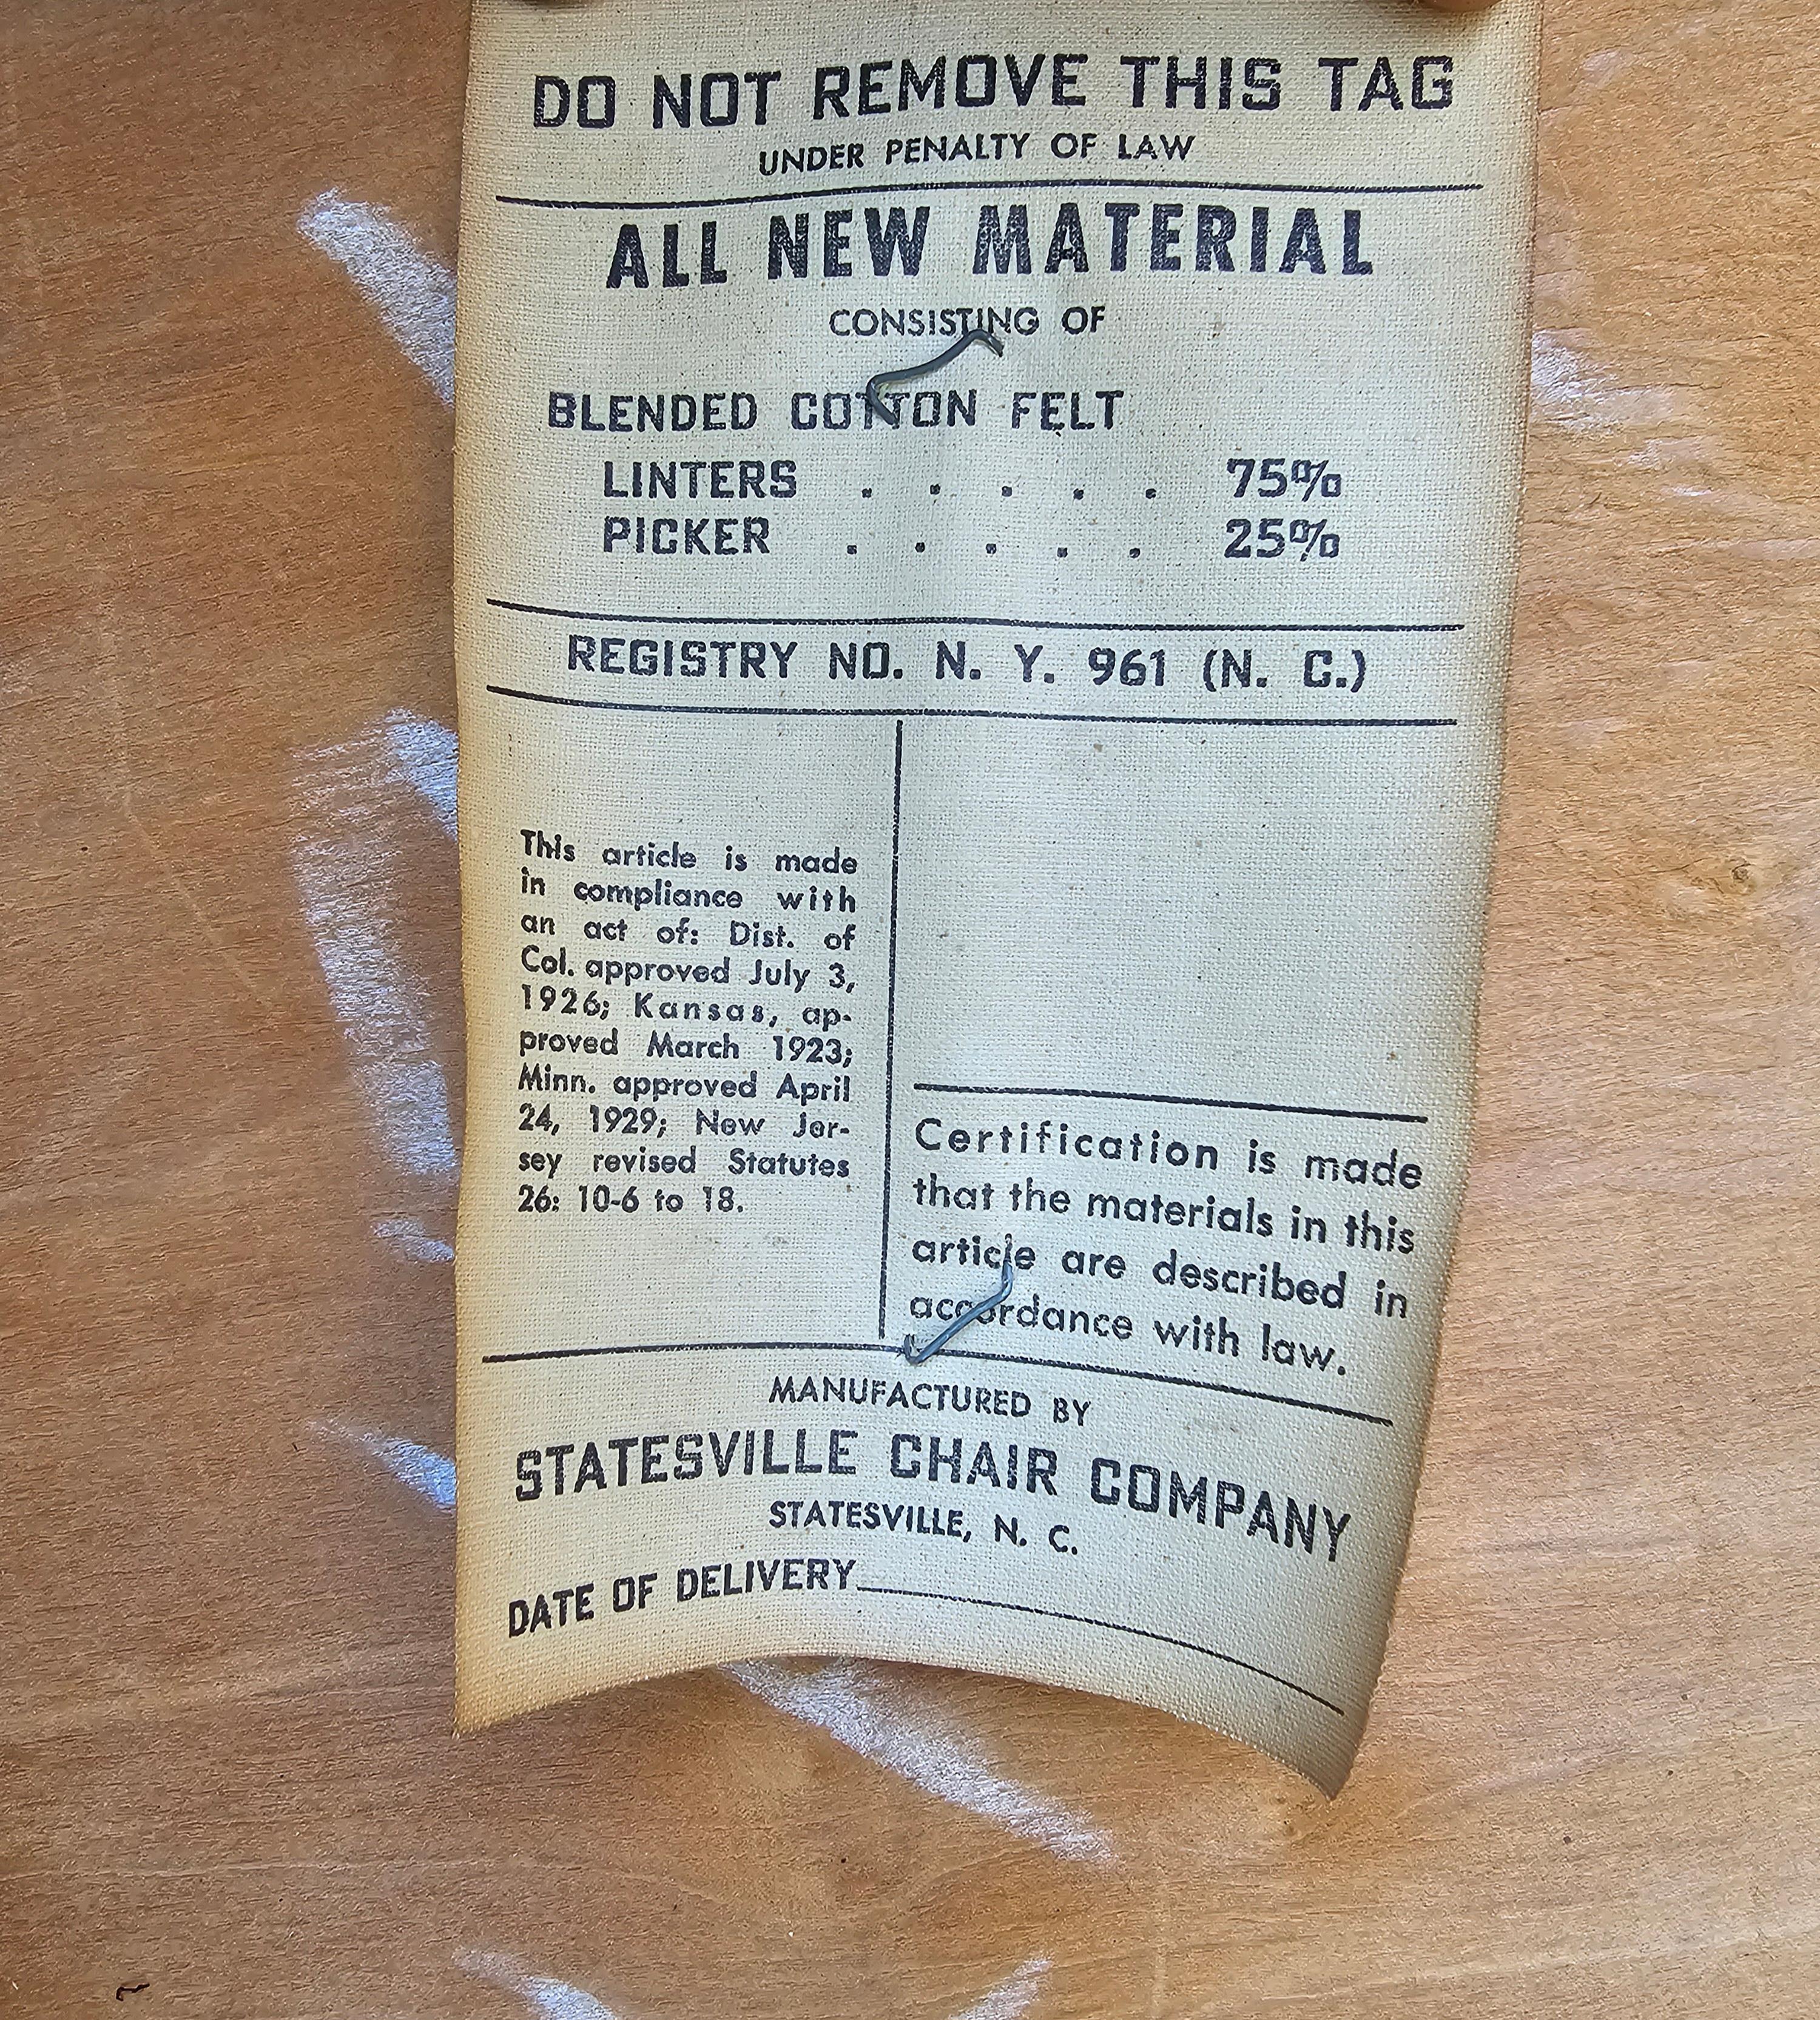 DO NOT REMOVE THIS TAG
UNDER PENALTY OF LAW
ALL NEW MATERIAL
CONSISTING OF
BLENDED COTTON FELT
LINTERS . . . . . 75%
PICKER . . . . . 25%
REGISTRY NO. N. Y. 961 (N. C.)
This article is made
in compliance with
an act of: Dist. of
Col. approved July 3,
1926; Kansas, ap-
proved March 1923;
Minn. approved April
24, 1929; New Jer-
sey revised Statutes
26: 10-6 to 18.
Certification is made
that the materials in this
article are described in
accordance with law.
MANUFACTURED BY
STATESVILLE CHAIR COMPANY
STATESVILLE, N. C.
DATE OF DELIVERY